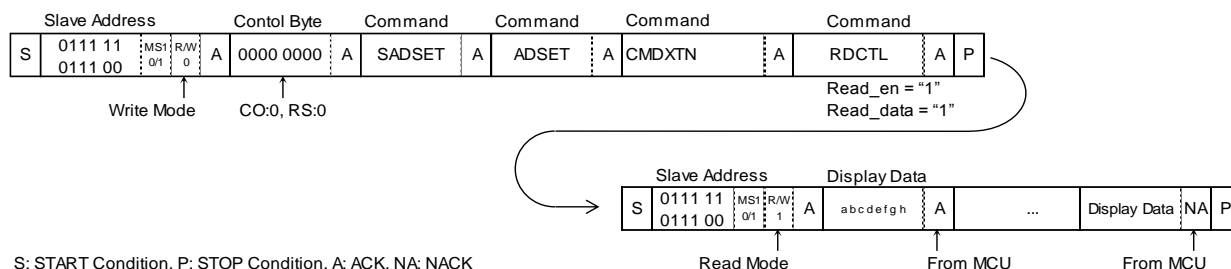 Slave Address Contol Byte Command Command Command Command
S 0111 11 0111 00 MS1 0/1 R/W 0 A 0000 0000 A SADSET A ADSET A CMDXTN A RDCTL A P
Write Mode CO:0, RS:0 Read_en = “1”
Read_data = “1”
Slave Address Display Data
S 0111 11 0111 00 MS1 0/1 R/W 1 A a b c d e f g h A ... Display Data NA P
S: START Condition, P: STOP Condition, A: ACK, NA: NACK Read Mode From MCU From MCU